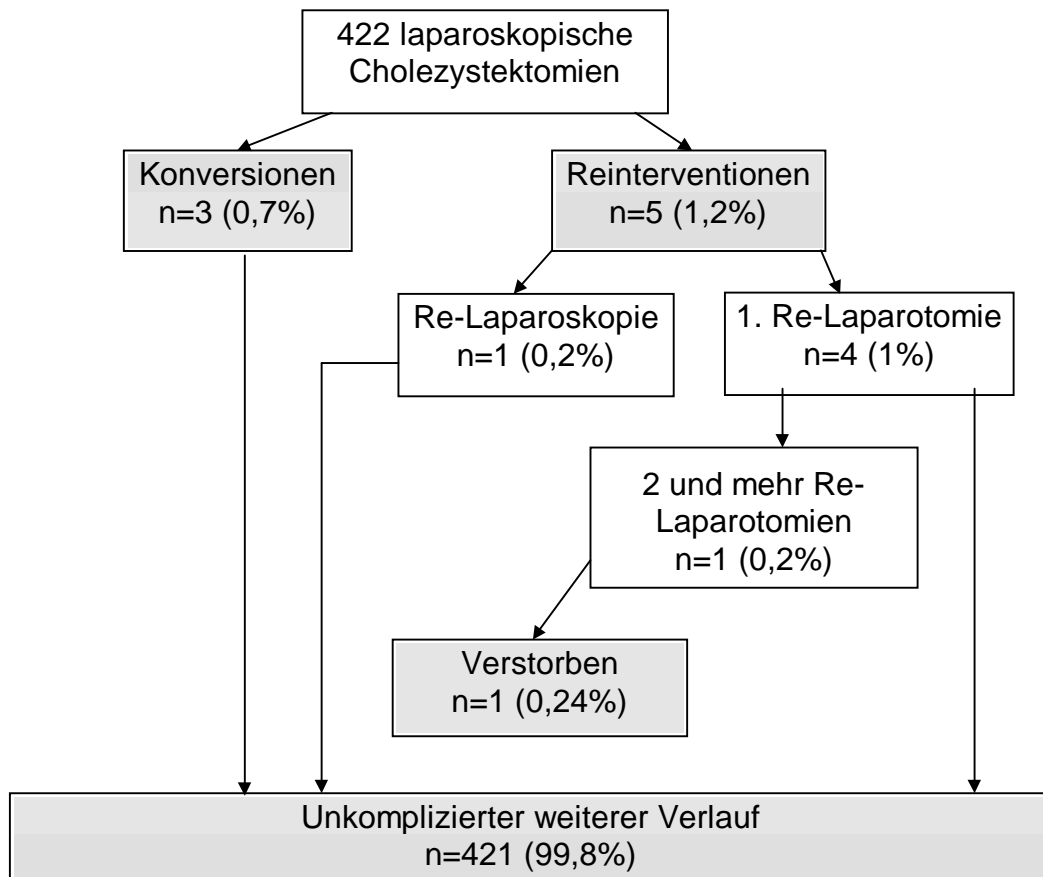 422 laparoskopische
Cholezystektomien
Konversionen
n=3 (0,7%)
Reinterventionen
n=5 (1,2%)
Re-Laparoskopie
n=1 (0,2%)
1. Re-Laparotomie
n=4 (1%)
2 und mehr Re-
Laparotomien
n=1 (0,2%)
Verstorben
n=1 (0,24%)
Unkomplizierter weiterer Verlauf
n=421 (99,8%)